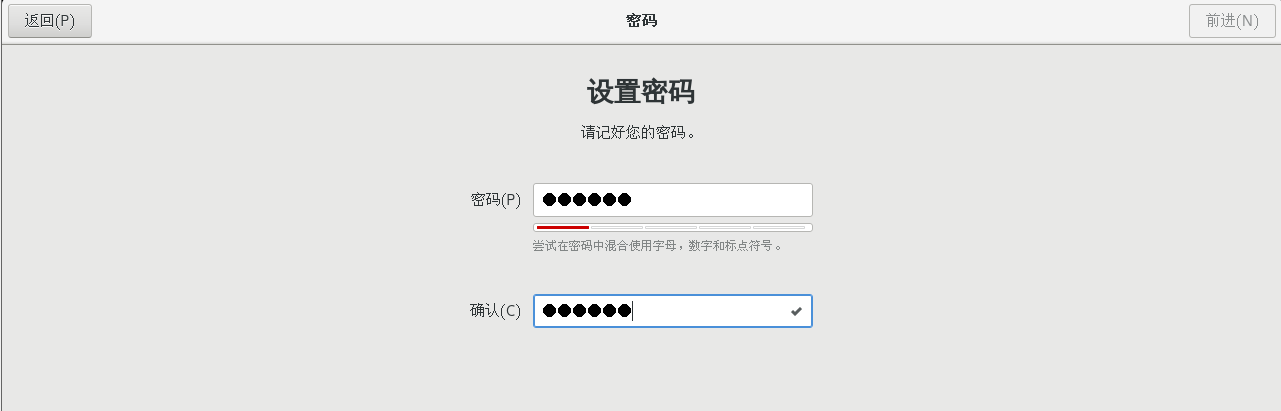 返回(P) 密码 前进(N)
设置密码
请记好您的密码。
密码(P) ●●●●●●
尝试在密码中混合使用字母，数字和标点符号。
确认(C) ●●●●●●